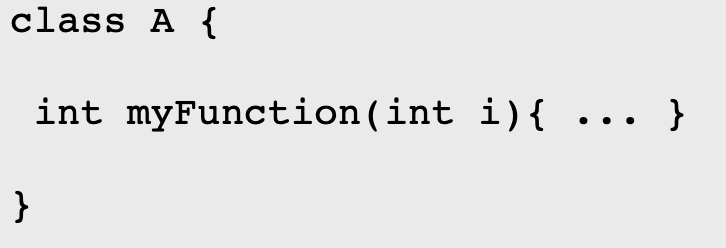 class A {
int myFunction(int i){ ... }
}